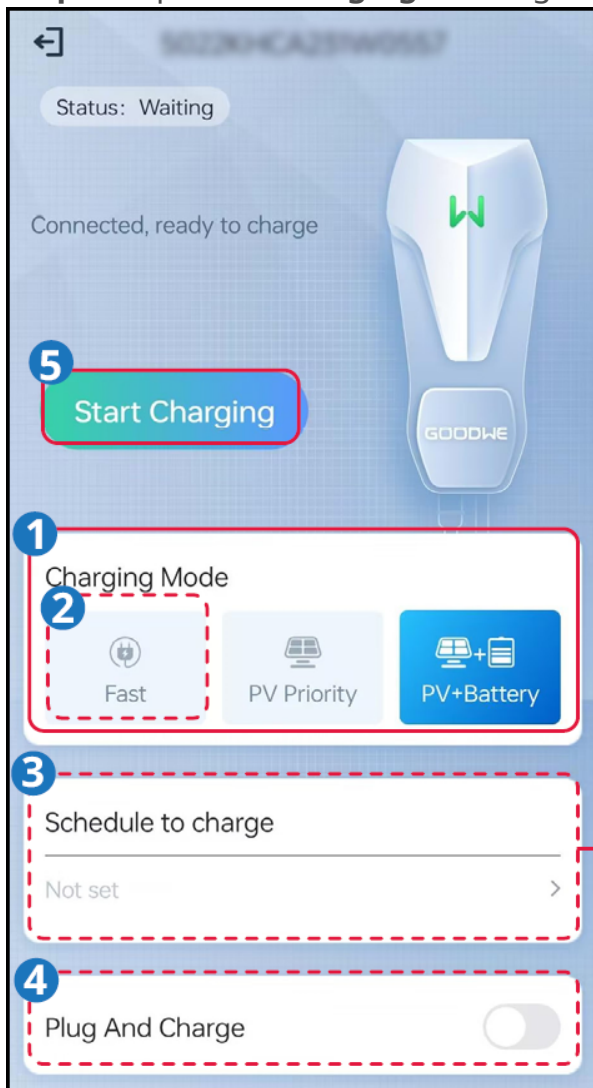 Status: Waiting
Connected, ready to charge
5
Start Charging
GOODWE
1
Charging Mode
2
Fast
PV Priority
+
PV+Battery
3
Schedule to charge
Not set
4
Plug And Charge